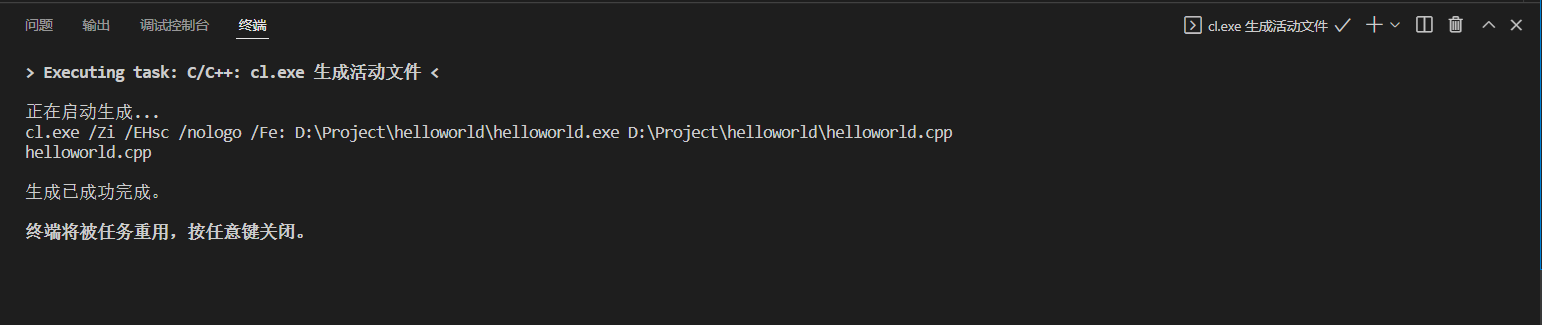 问题 输出 调试控制台 终端 cl.exe 生成活动文件
> Executing task: C/C++: cl.exe 生成活动文件 <
正在启动生成...
cl.exe /Zi /EHsc /nologo /Fe: D:\Project\helloworld\helloworld.exe D:\Project\helloworld\helloworld.cpp
helloworld.cpp
生成已成功完成。
终端将被任务重用，按任意键关闭。